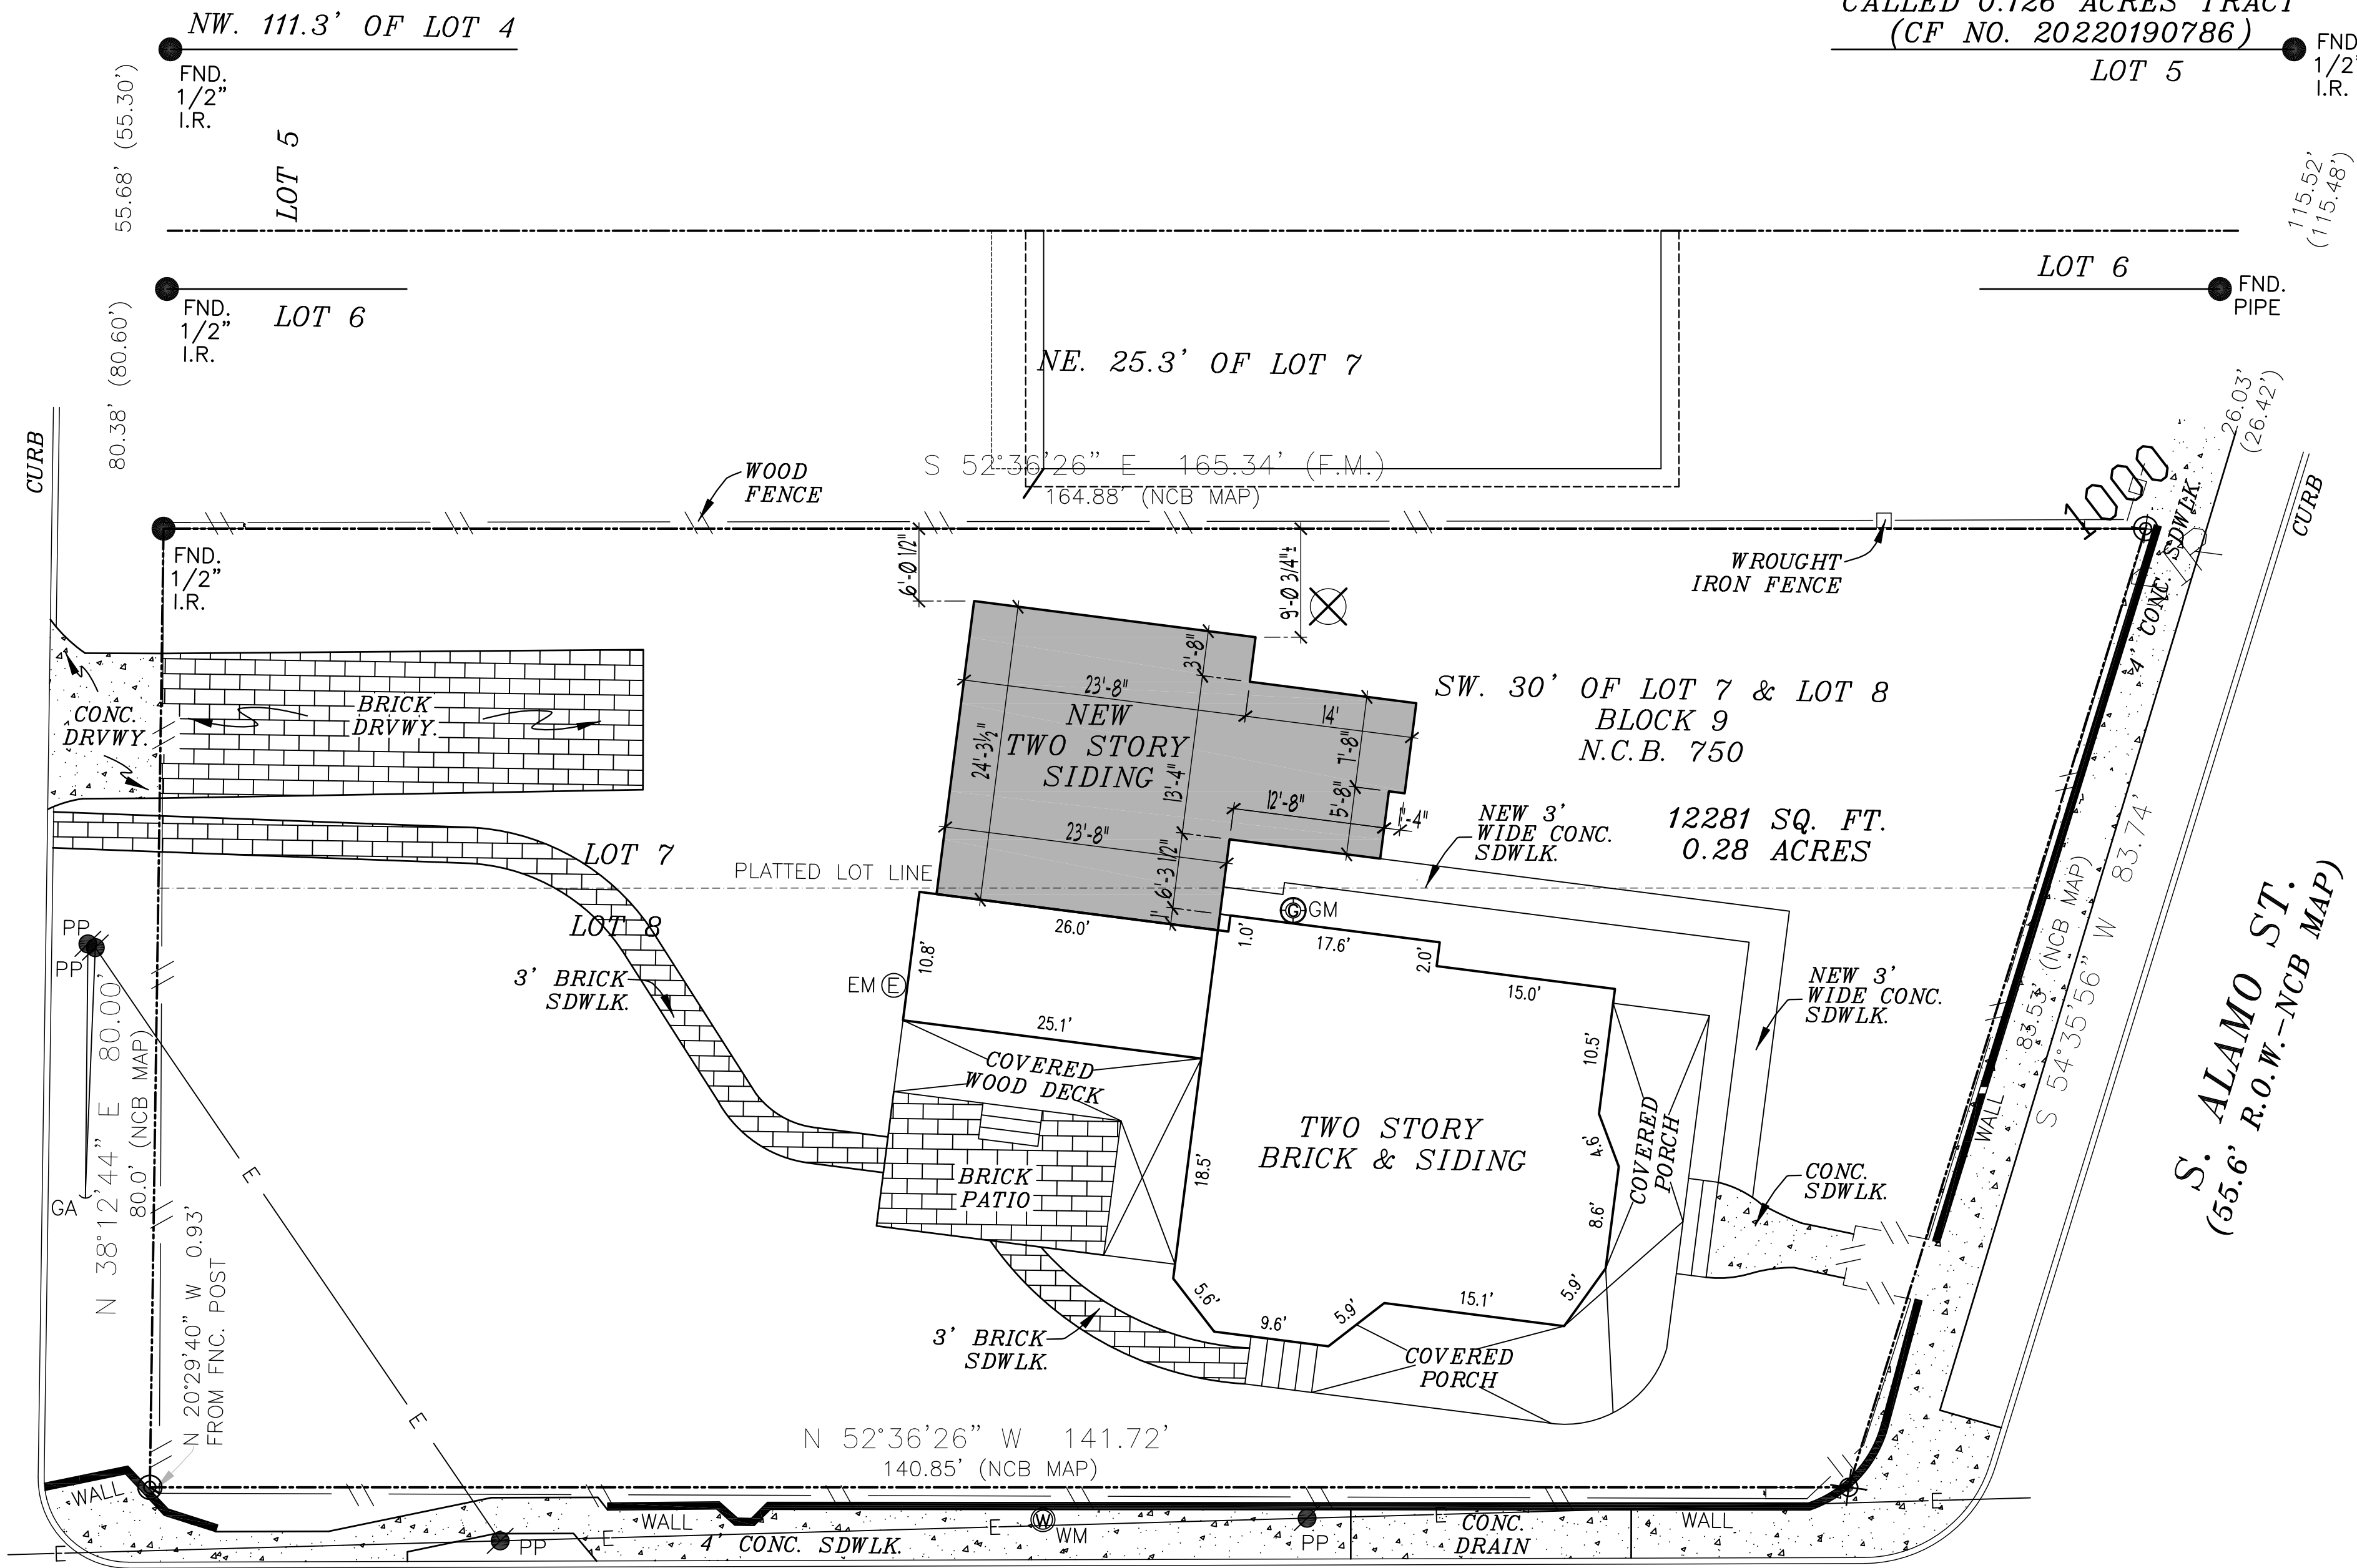 NW. 111.3' OF LOT 4
CALLED 0.726 ACRES TRACT
(CF NO. 20220190786)
LOT 5
FND.
1/2"
I.R.
FND
1/2"
I.R.
55.68' (55.30')
LOT 5
115.52'
(115.48')
FND.
1/2"
I.R.
LOT 6
LOT 6
FND.
PIPE
80.38' (80.60')
NE. 25.3' OF LOT 7
26.03'
(26.42')
CURB
CURB
WOOD
FENCE
S 52°36'26" E 165.34' (F.M.)
164.88' (NCB MAP)
1000
4' CONC. SDWLK.
FND.
1/2"
I.R.
6'-0 1/2"
9'-0 3/4"±
WROUGHT
IRON FENCE
CONC.
DRVWY.
BRICK
DRVWY.
23'-8"
3'-8"
14'
NEW
TWO STORY
SIDING
24'-3½"
13'-4"
7'-8"
5'-8"
12'-8"
1'-4"
23'-8"
6'-3 1/2"
1"
SW. 30' OF LOT 7 & LOT 8
BLOCK 9
N.C.B. 750
12281 SQ. FT.
0.28 ACRES
NEW 3'
WIDE CONC.
SDWLK.
LOT 7
PLATTED LOT LINE
LOT 8
PP
PP
3' BRICK
SDWLK.
EM E
10.8'
26.0'
1.0'
G GM
17.6'
2.0'
15.0'
25.1'
NEW 3'
WIDE CONC.
SDWLK.
83.53' (NCB MAP)
S 54°35'56" W 83.74'
S. ALAMO ST.
(55.6' R.O.W.-NCB MAP)
COVERED
WOOD DECK
10.5'
4.6'
8.6'
18.5'
TWO STORY
BRICK & SIDING
COVERED
PORCH
WALL
BRICK
PATIO
CONC.
SDWLK.
GA
N 38°12'44" E 80.00'
80.0' (NCB MAP)
E
N 20°29'40" W 0.93'
FROM FNC. POST
5.6'
9.6'
5.9'
15.1'
5.9'
3' BRICK
SDWLK.
COVERED
PORCH
E
N 52°36'26" W 141.72'
140.85' (NCB MAP)
WALL
WALL
W
WM
E
E
CONC.
DRAIN
WALL
E
E
PP
E
4' CONC. SDWLK.
PP